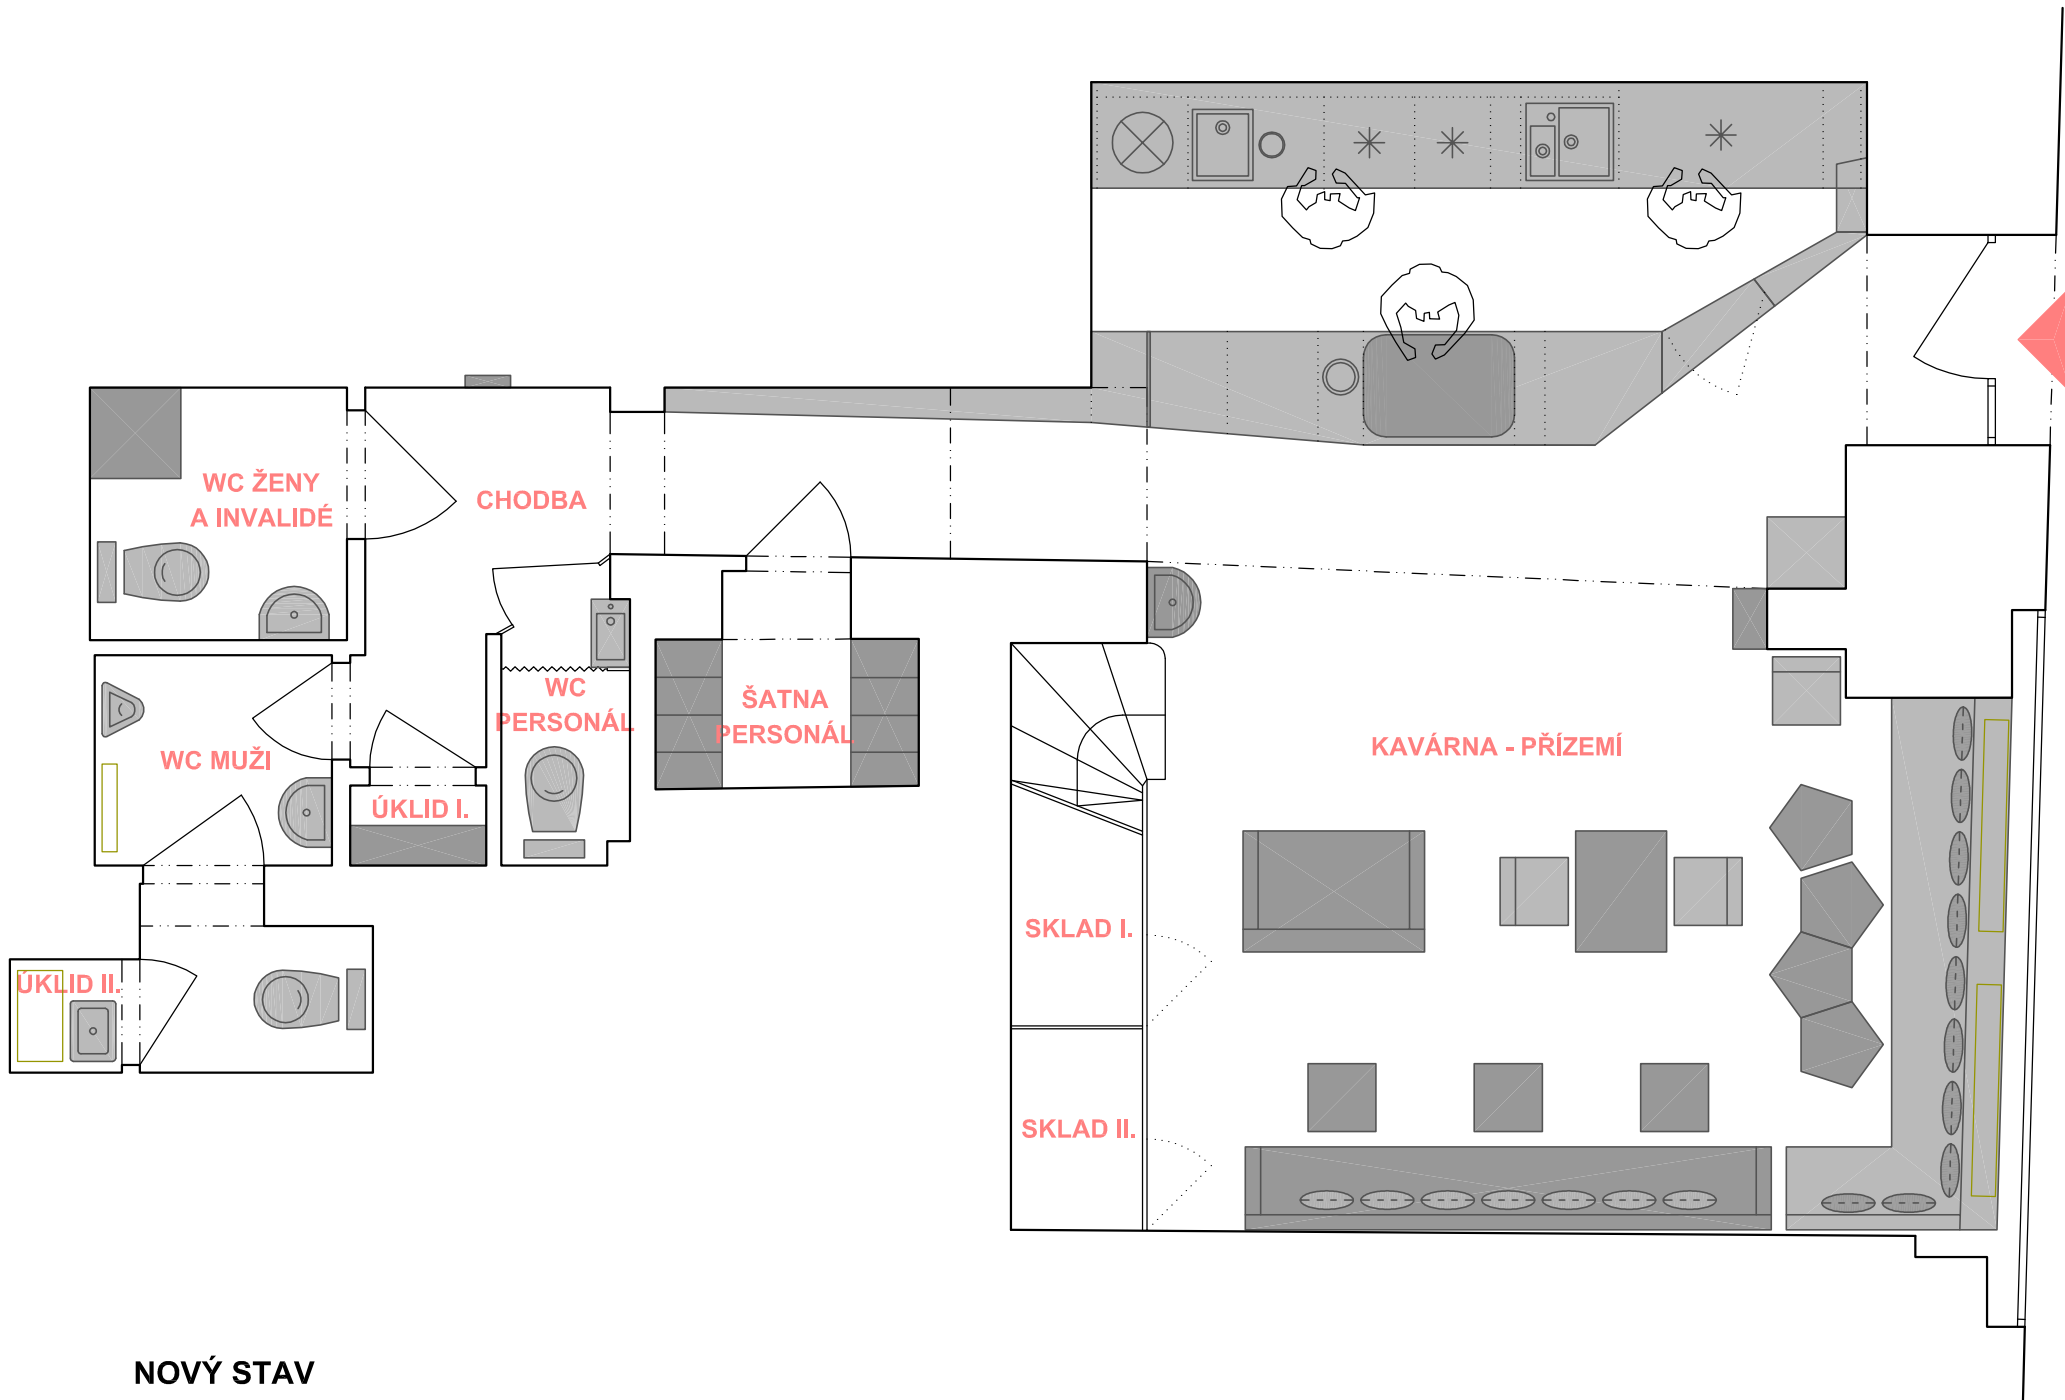 WC ŽENY
A INVALIDÉ
CHODBA
WC
PERSONÁL
ŠATNA
PERSONÁL
WC MUŽI
ÚKLID I.
KAVÁRNA - PŘÍZEMÍ
SKLAD I.
ÚKLID II.
SKLAD II.
NOVÝ STAV